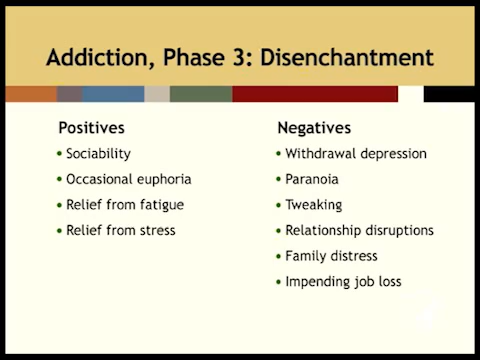 Addiction, Phase 3: Disenchantment
Positives
• Sociability
• Occasional euphoria
• Relief from fatigue
• Relief from stress
Negatives
• Withdrawal depression
• Paranoia
• Tweaking
• Relationship disruptions
• Family distress
• Impending job loss